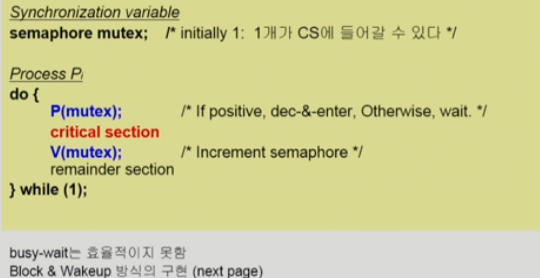 Synchronization variable
semaphore mutex; /* initially 1: 1개가 CS에 들어갈 수 있다 */
Process Pi
do {
P(mutex); /* If positive, dec-&-enter, Otherwise, wait. */
critical section
V(mutex); /* Increment semaphore */
remainder section
} while (1);
busy-wait는 효율적이지 못함
Block & Wakeup 방식의 구현 (next page)